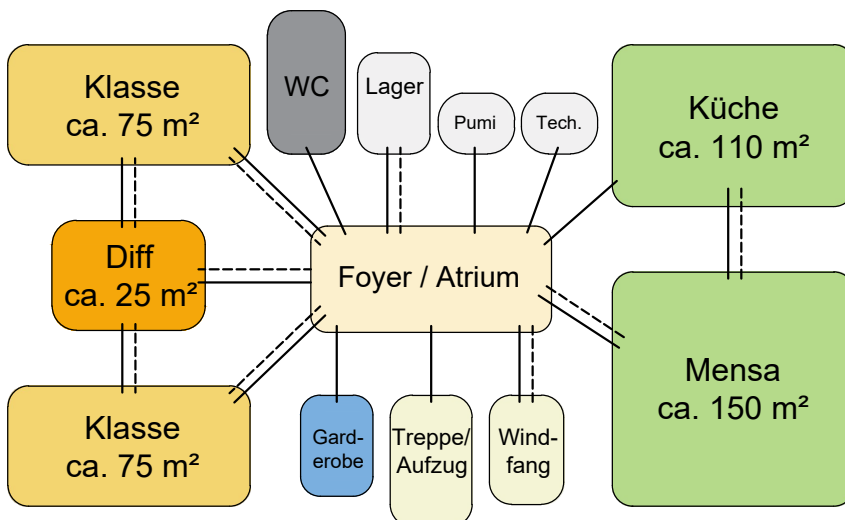 Klasse
ca. 75 m²
WC
Lager
Pumi
Tech.
Küche
ca. 110 m²
Diff
ca. 25 m²
Foyer / Atrium
Klasse
ca. 75 m²
Gard-
erobe
Treppe/
Aufzug
Wind-
fang
Mensa
ca. 150 m²